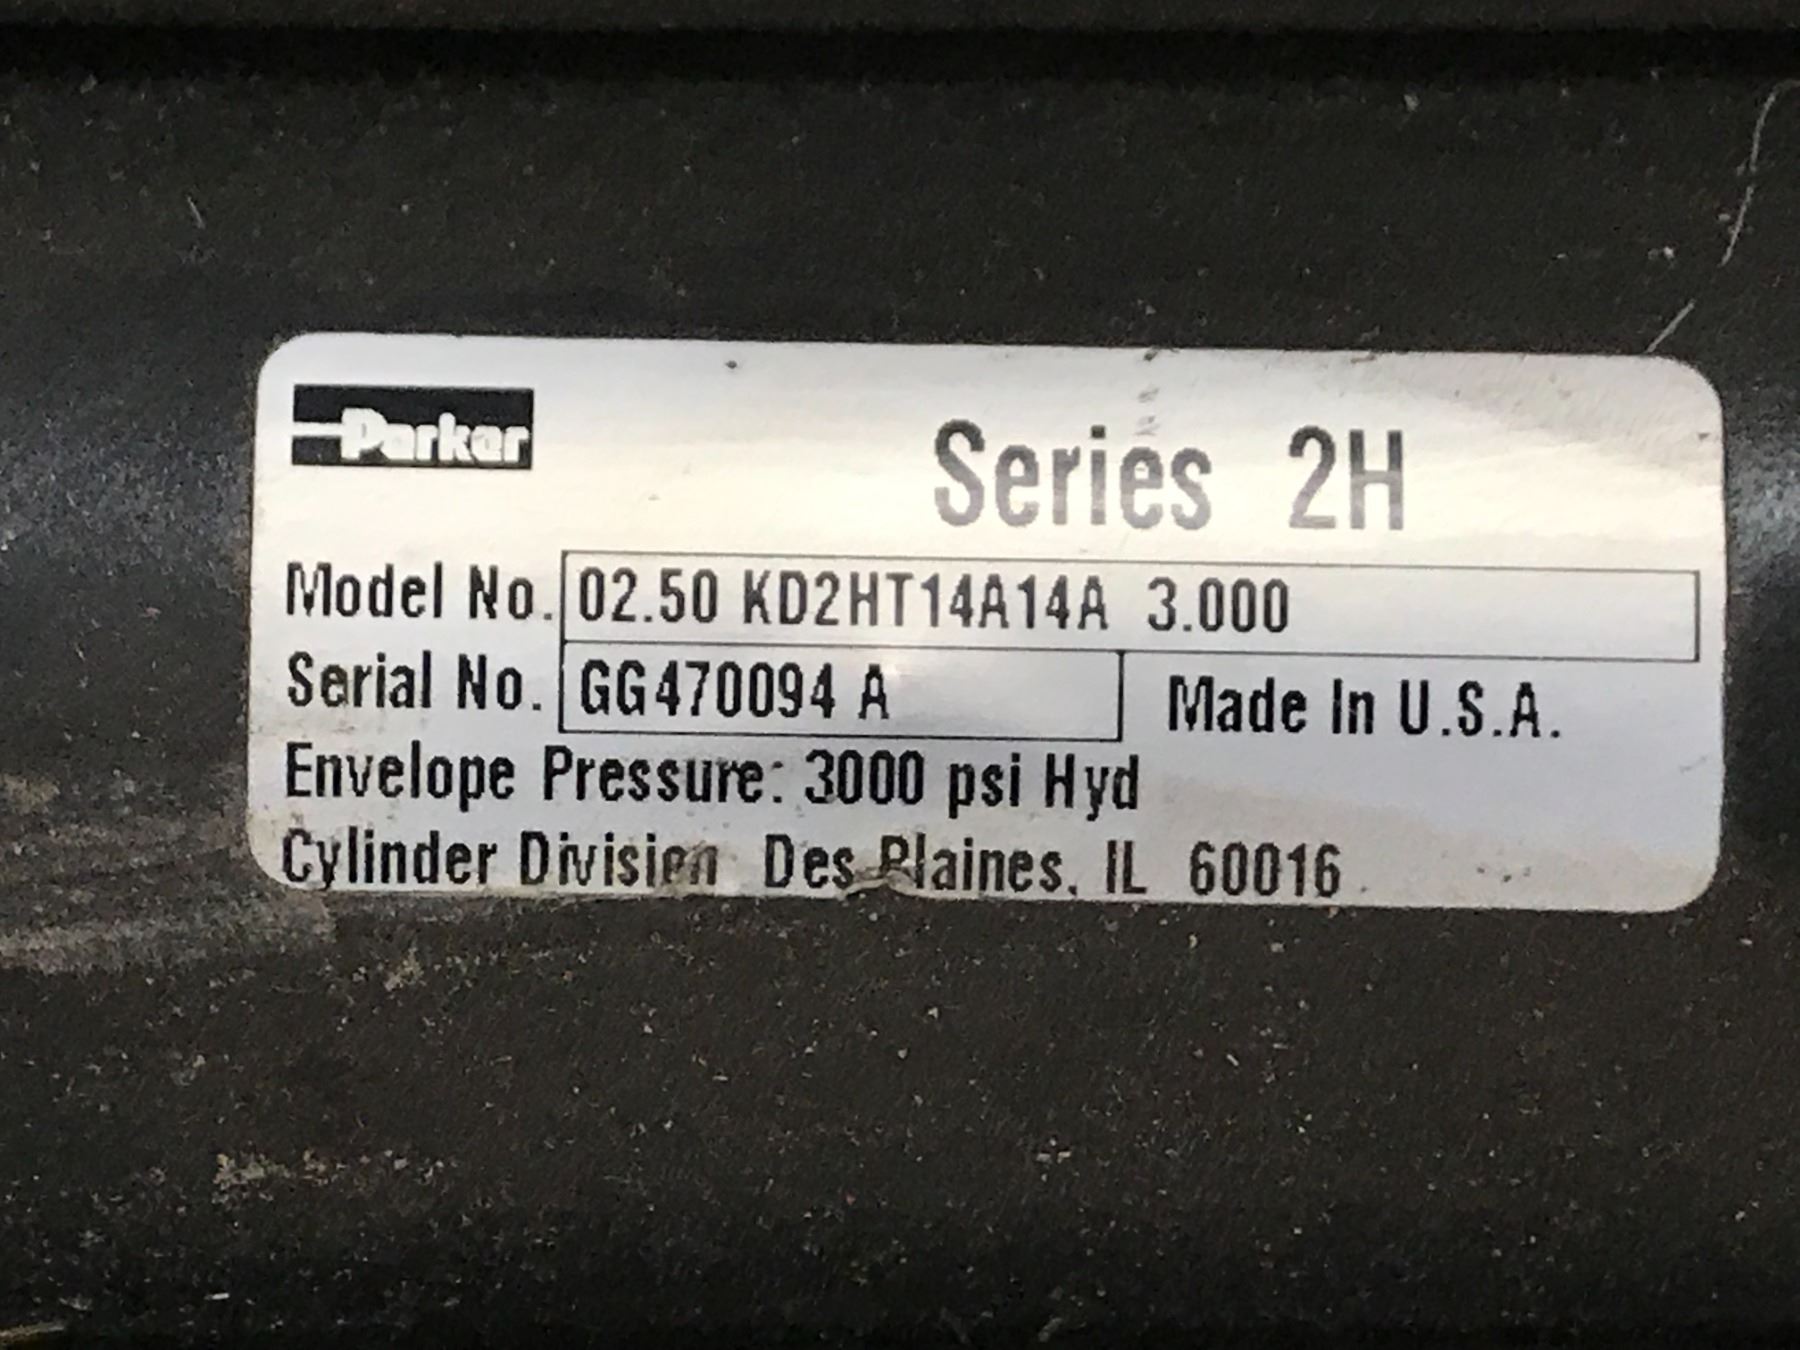 Parker
Series 2H
Model No. 02.50 KD2HT14A14A 3.000
Serial No. GG470094 A Made In U.S.A.
Envelope Pressure: 3000 psi Hyd
Cylinder Division Des Plaines, IL 60016